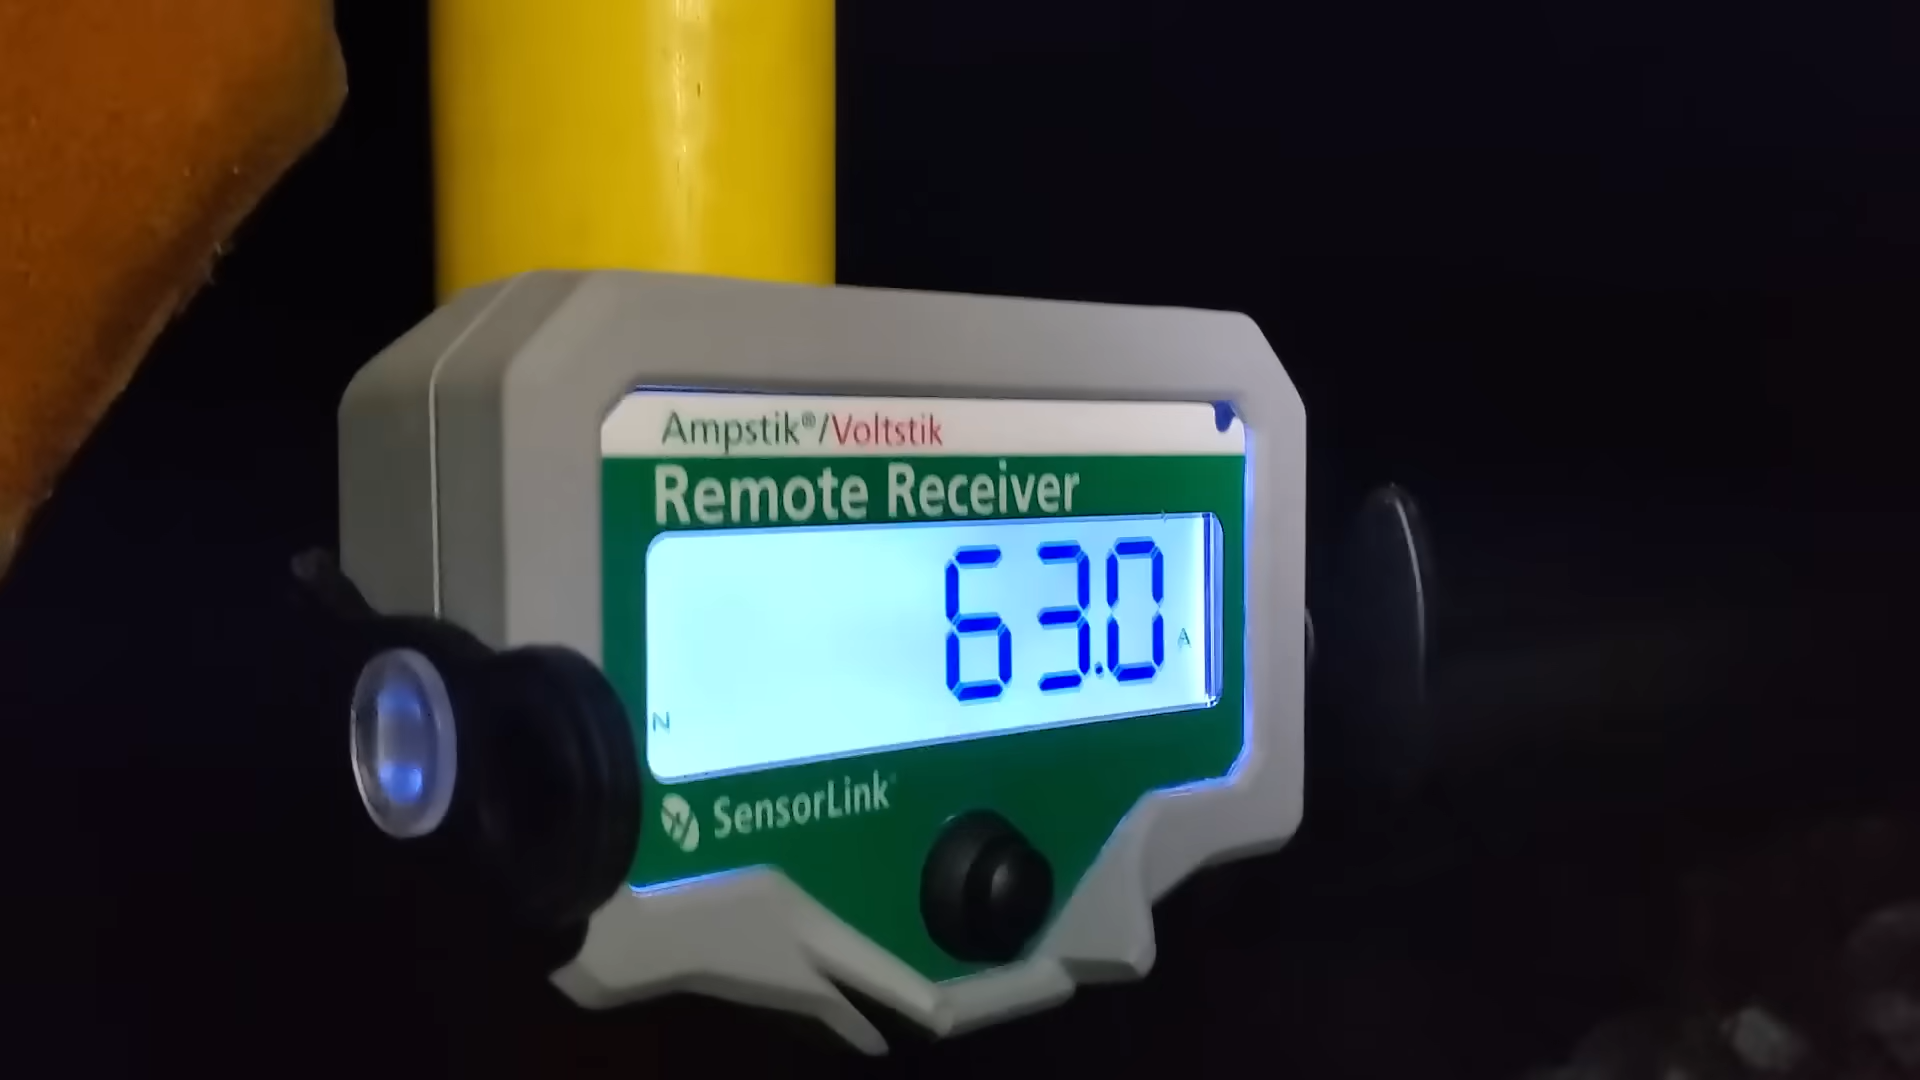 Ampstik®/Voltstik
Remote Receiver
63.0 A
N
SensorLink